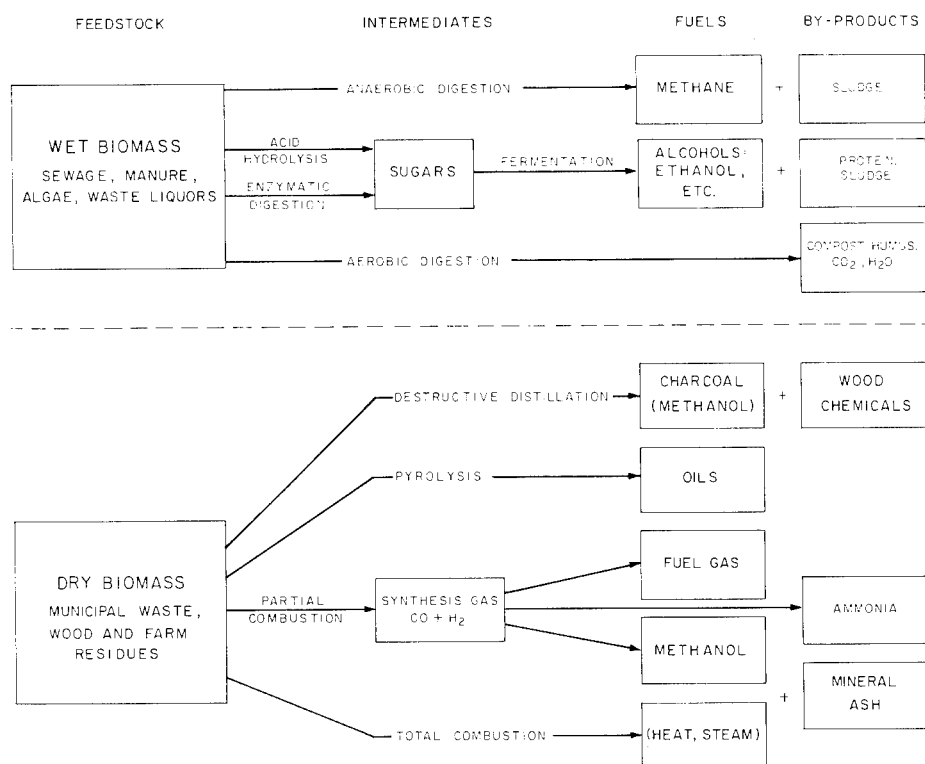 FEEDSTOCK INTERMEDIATES FUELS BY-PRODUCTS
ANAEROBIC DIGESTION
METHANE
+
SLUDGE
WET BIOMASS
SEWAGE, MANURE,
ALGAE, WASTE LIQUORS
ACID
HYDROLYSIS
ENZYMATIC
DIGESTION
SUGARS
FERMENTATION
ALCOHOLS:
ETHANOL,
ETC.
+
PROTEIN,
SLUDGE
AEROBIC DIGESTION
COMPOST HUMUS,
CO2, H2O
DESTRUCTIVE DISTILLATION
CHARCOAL
(METHANOL)
+
WOOD
CHEMICALS
PYROLYSIS
OILS
DRY BIOMASS
MUNICIPAL WASTE,
WOOD AND FARM
RESIDUES
PARTIAL
COMBUSTION
SYNTHESIS GAS
CO + H2
FUEL GAS
AMMONIA
METHANOL
+
MINERAL
ASH
TOTAL COMBUSTION
(HEAT, STEAM)